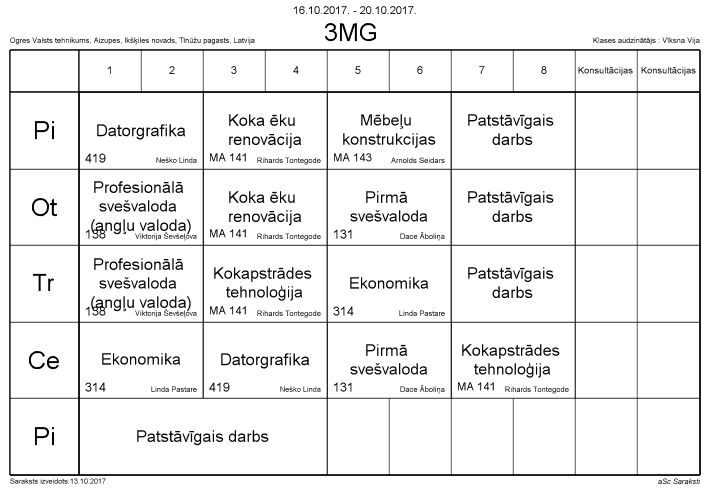 16.10.2017. - 20.10.2017.
3MG
Ogres Valsts tehnikums, Aizupes, Ikšķiles novads, Tīnūžu pagasts, Latvija
Klases audzinātājs : Vīksna Vija
1 2 3 4 5 6 7 8 Konsultācijas Konsultācijas
Pi
Datorgrafika
419 Neško Linda
Koka ēku
renovācija
MA 141 Rihards Tontegode
Mēbeļu
konstrukcijas
MA 143 Arnolds Seidars
Patstāvīgais
darbs
Ot
Profesionālā
svešvaloda
(angļu valoda)
138 Viktorija Ševšeļova
Koka ēku
renovācija
MA 141 Rihards Tontegode
Pirmā
svešvaloda
131 Dace Āboliņa
Patstāvīgais
darbs
Tr
Profesionālā
svešvaloda
(angļu valoda)
138 Viktorija Ševšeļova
Kokapstrādes
tehnoloģija
MA 141 Rihards Tontegode
Ekonomika
314 Linda Pastare
Patstāvīgais
darbs
Ce
Ekonomika
314 Linda Pastare
Datorgrafika
419 Neško Linda
Pirmā
svešvaloda
131 Dace Āboliņa
Kokapstrādes
tehnoloģija
MA 141 Rihards Tontegode
Pi
Patstāvīgais darbs
Saraksts izveidots:13.10.2017
aSc Saraksti